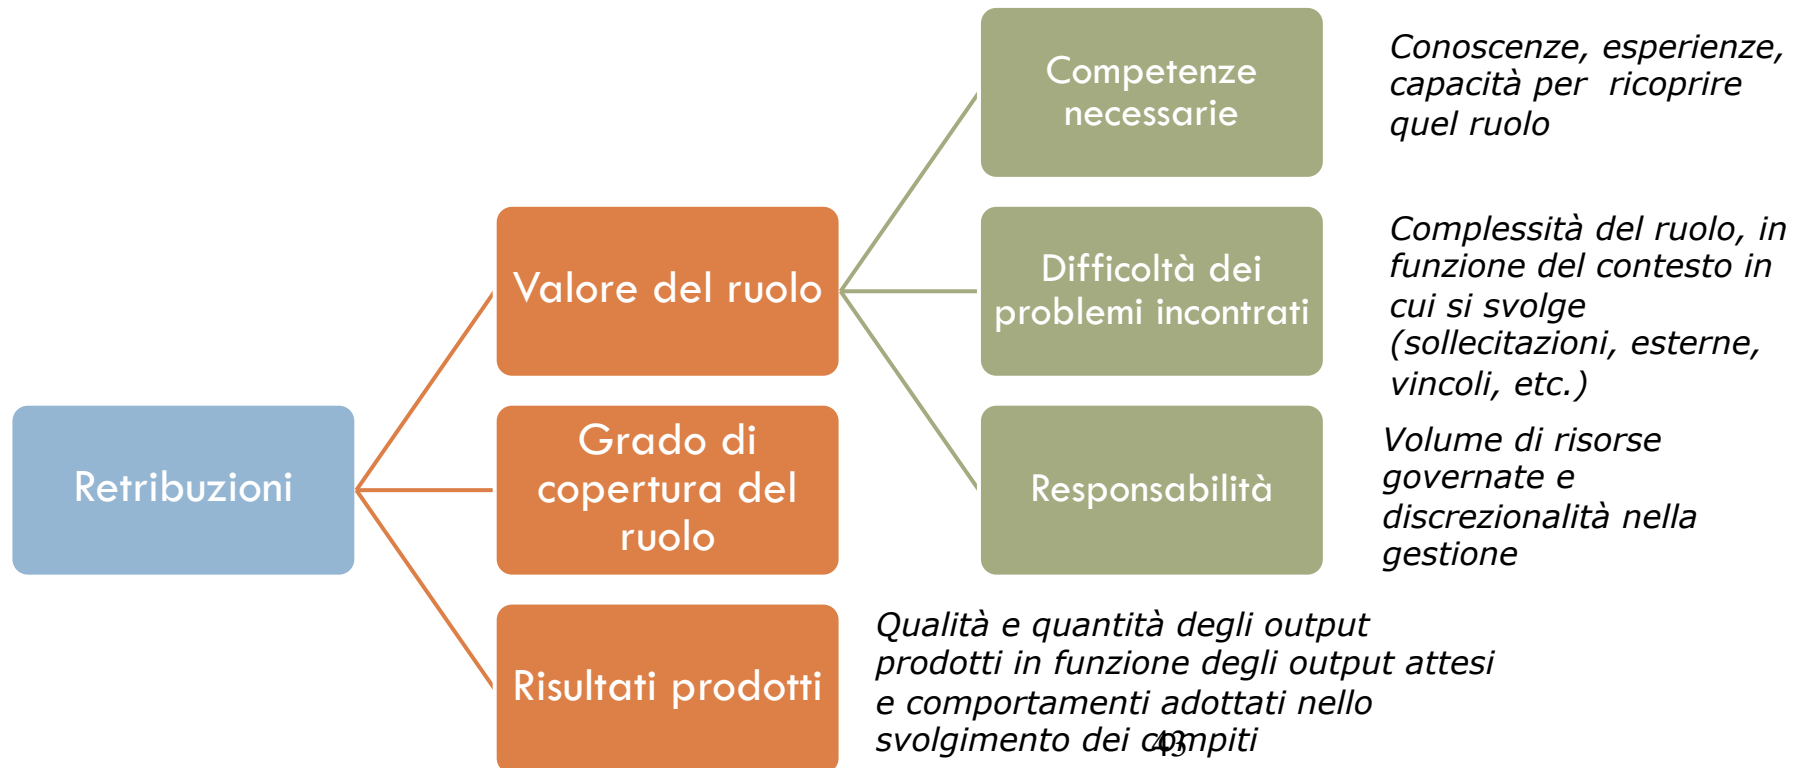 Competenze
necessarie
Conoscenze, esperienze,
capacità per ricoprire
quel ruolo
Valore del ruolo
Difficoltà dei
problemi incontrati
Complessità del ruolo, in
funzione del contesto in
cui si svolge
(sollecitazioni, esterne,
vincoli, etc.)
Retribuzioni
Grado di
copertura del
ruolo
Responsabilità
Volume di risorse
governate e
discrezionalità nella
gestione
Risultati prodotti
Qualità e quantità degli output
prodotti in funzione degli output attesi
e comportamenti adottati nello
svolgimento dei compiti
43